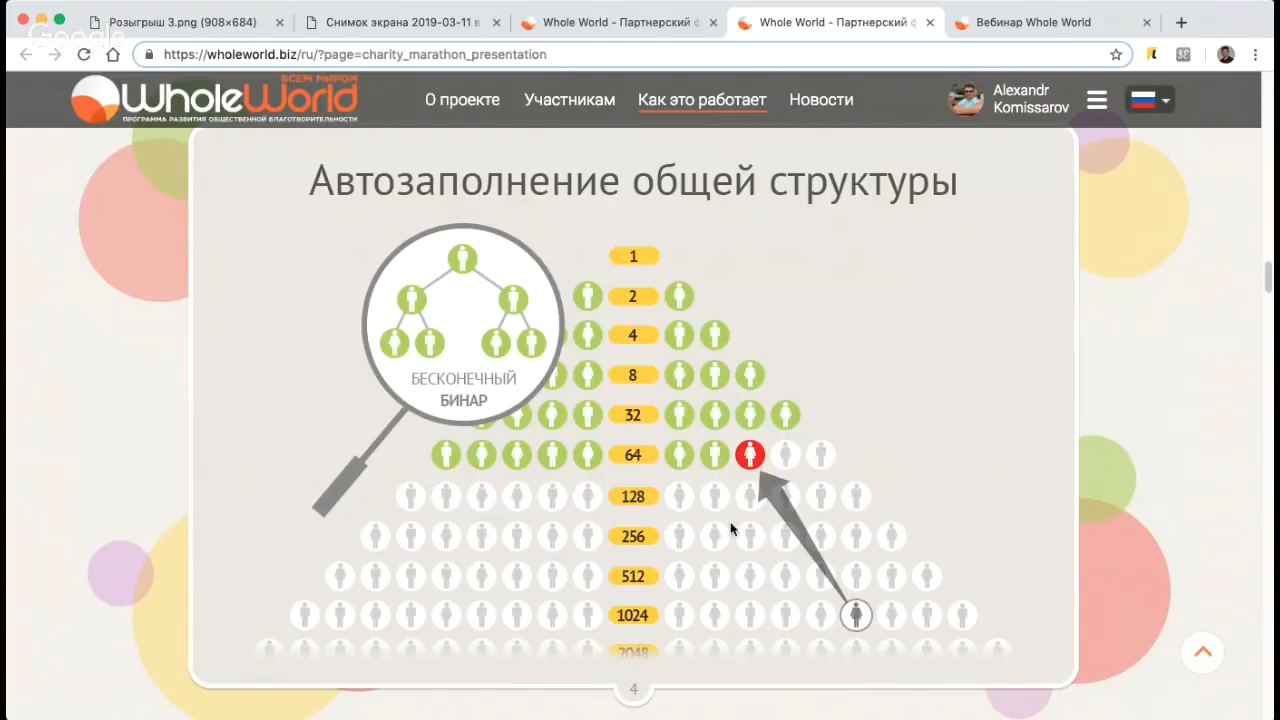 Розыгрыш 3.png (908×684)
Снимок экрана 2019-03-11 в
Whole World - Партнерский ф
Whole World - Партнерский ф
Вебинар Whole World
Google
https://wholeworld.biz/ru/?page=charity_marathon_presentation
ВСЕМ МИРОМ
WholeWorld
ПРОГРАММА РАЗВИТИЯ ОБЩЕСТВЕННОЙ БЛАГОТВОРИТЕЛЬНОСТИ
О проекте
Участникам
Как это работает
Новости
Alexandr
Komissarov
Автозаполнение общей структуры
1
2
4
8
32
64
128
256
512
1024
2048
БЕСКОНЕЧНЫЙ
БИНАР
4